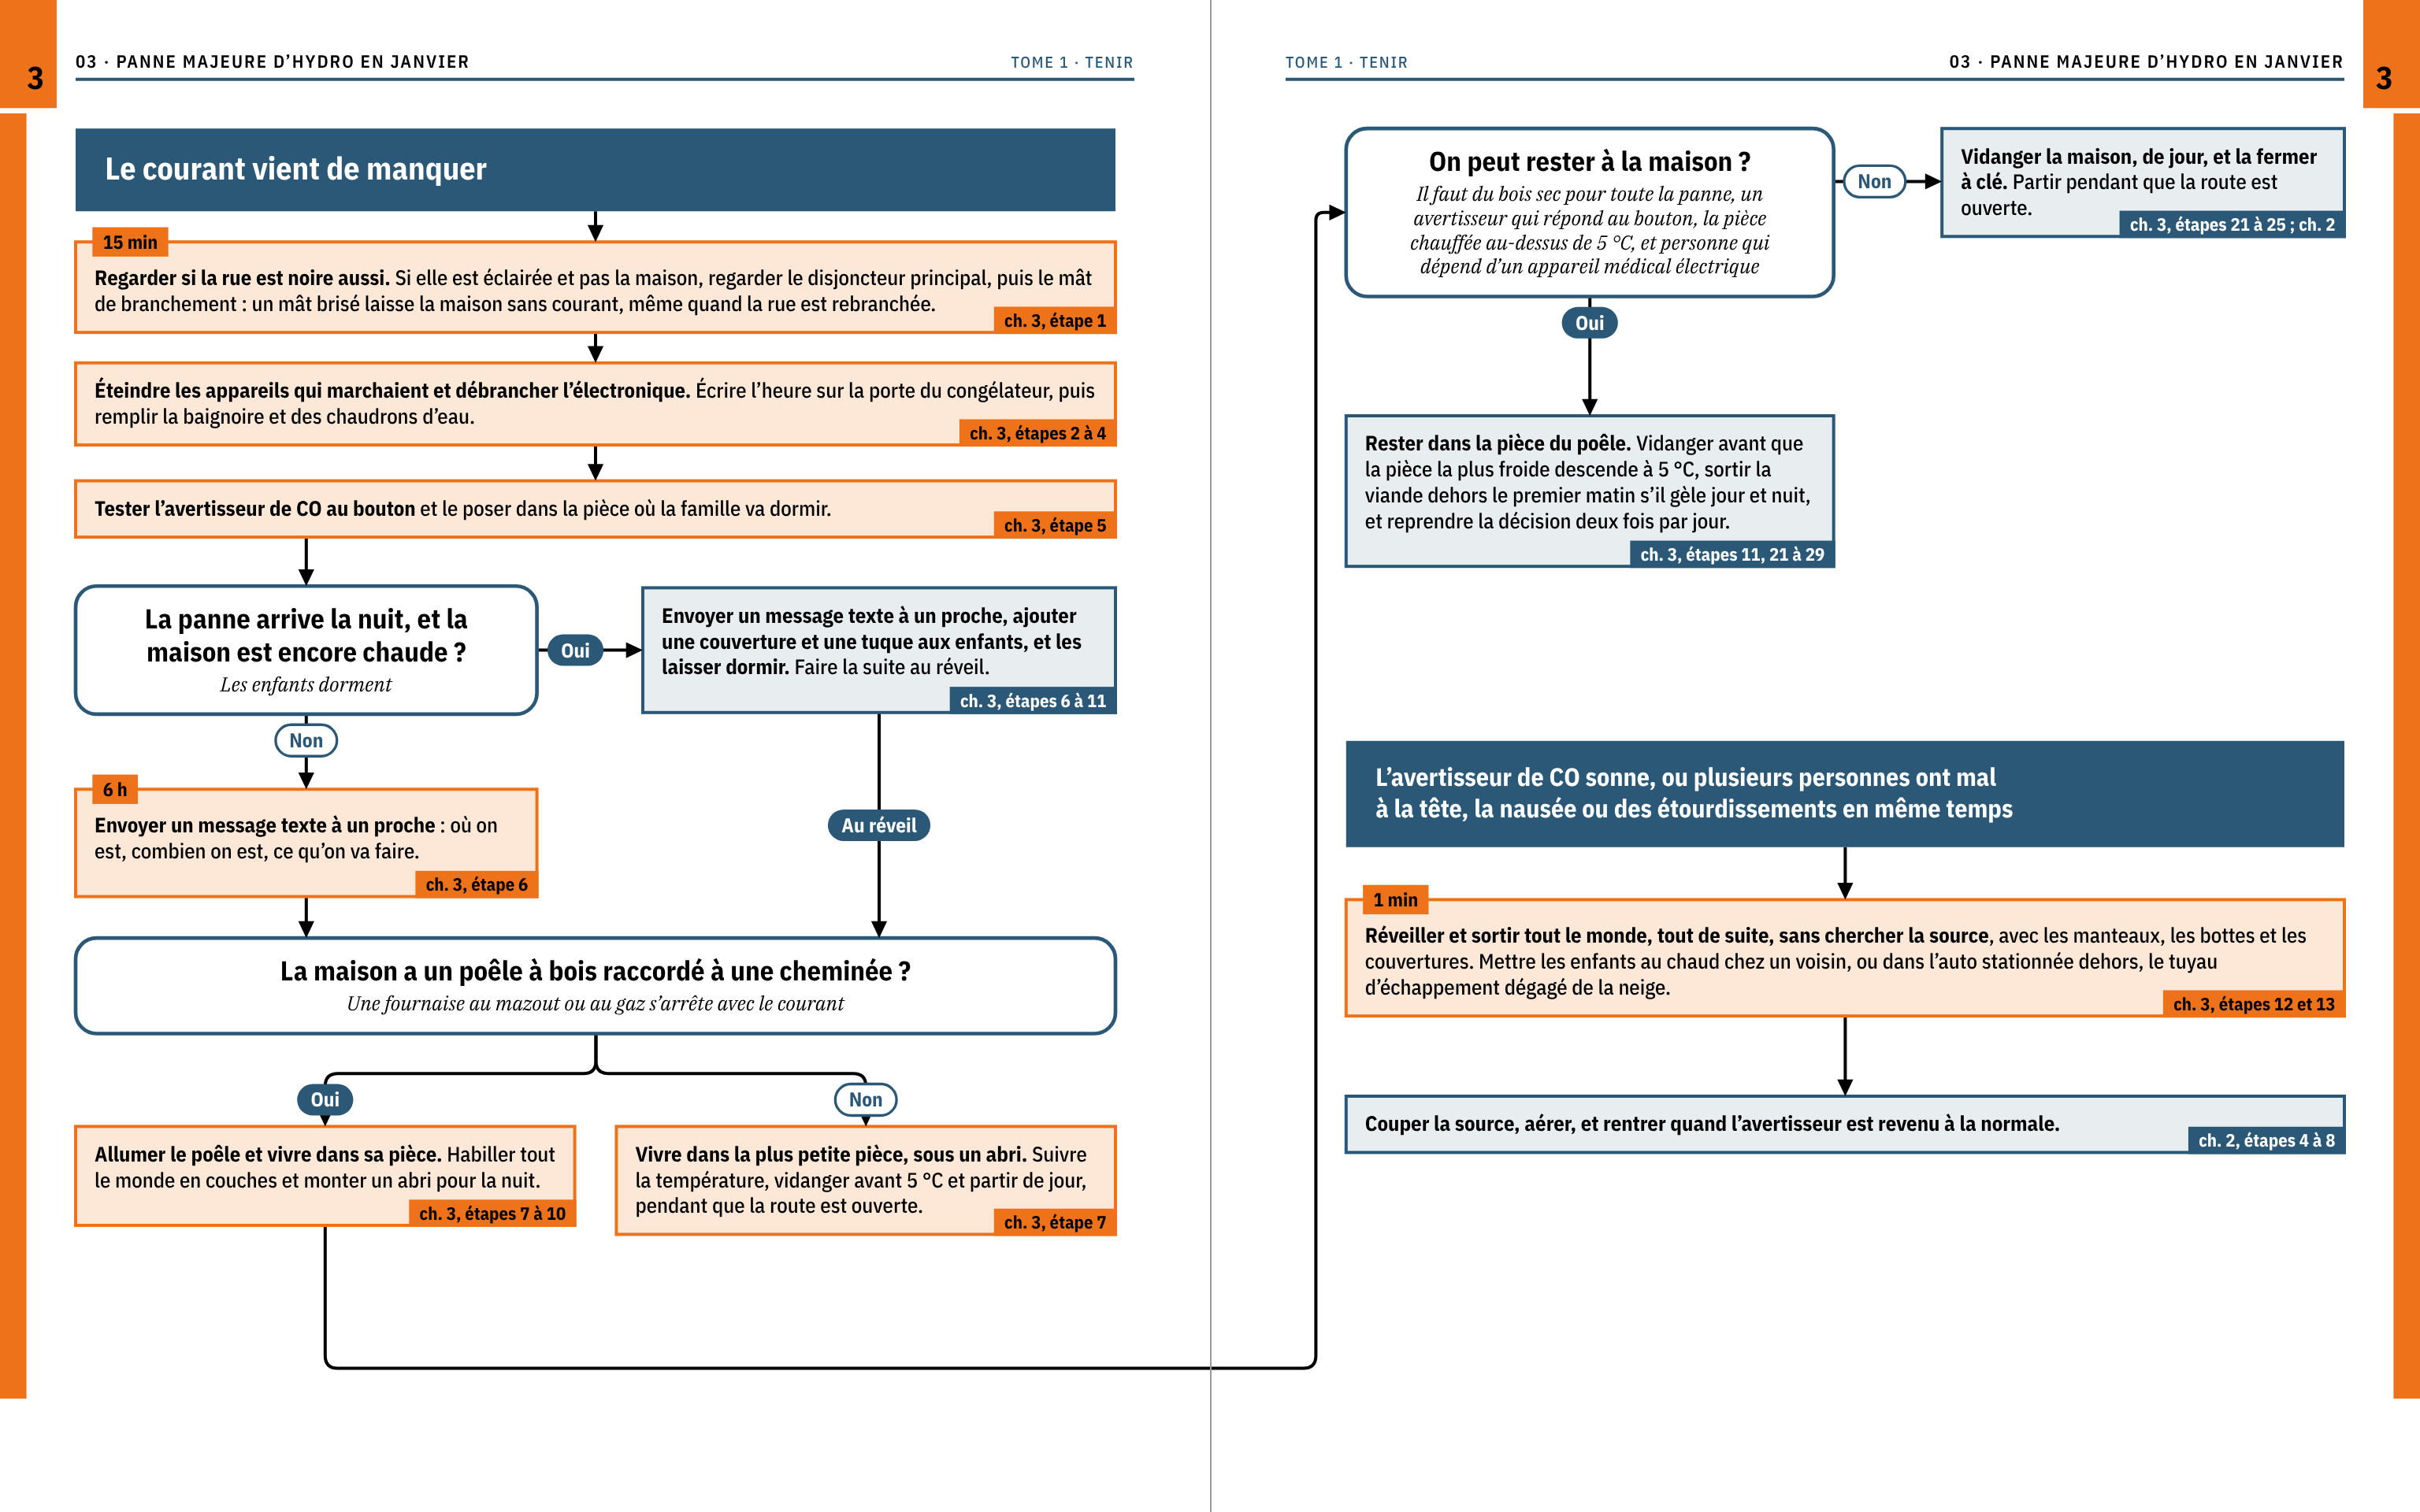 3
03 · PANNE MAJEURE D’HYDRO EN JANVIER
TOME 1 · TENIR
Le courant vient de manquer
15 min
Regarder si la rue est noire aussi. Si elle est éclairée et pas la maison, regarder le disjoncteur principal, puis le mât
de branchement : un mât brisé laisse la maison sans courant, même quand la rue est rebranchée.
ch. 3, étape 1
Éteindre les appareils qui marchaient et débrancher l’électronique. Écrire l’heure sur la porte du congélateur, puis
remplir la baignoire et des chaudrons d’eau.
ch. 3, étapes 2 à 4
Tester l’avertisseur de CO au bouton et le poser dans la pièce où la famille va dormir.
ch. 3, étape 5
La panne arrive la nuit, et la
maison est encore chaude ?
Les enfants dorment
Oui
Envoyer un message texte à un proche, ajouter
une couverture et une tuque aux enfants, et les
laisser dormir. Faire la suite au réveil.
ch. 3, étapes 6 à 11
Non
6 h
Envoyer un message texte à un proche : où on
est, combien on est, ce qu’on va faire.
ch. 3, étape 6
Au réveil
La maison a un poêle à bois raccordé à une cheminée ?
Une fournaise au mazout ou au gaz s’arrête avec le courant
Oui
Non
Allumer le poêle et vivre dans sa pièce. Habiller tout
le monde en couches et monter un abri pour la nuit.
ch. 3, étapes 7 à 10
Vivre dans la plus petite pièce, sous un abri. Suivre
la température, vidanger avant 5 °C et partir de jour,
pendant que la route est ouverte.
ch. 3, étape 7
TOME 1 · TENIR
03 · PANNE MAJEURE D’HYDRO EN JANVIER
3
On peut rester à la maison ?
Il faut du bois sec pour toute la panne, un
avertisseur qui répond au bouton, la pièce
chauffée au-dessus de 5 °C, et personne qui
dépend d’un appareil médical électrique
Non
Vidanger la maison, de jour, et la fermer
à clé. Partir pendant que la route est
ouverte.
ch. 3, étapes 21 à 25 ; ch. 2
Oui
Rester dans la pièce du poêle. Vidanger avant que
la pièce la plus froide descende à 5 °C, sortir la
viande dehors le premier matin s’il gèle jour et nuit,
et reprendre la décision deux fois par jour.
ch. 3, étapes 11, 21 à 29
L’avertisseur de CO sonne, ou plusieurs personnes ont mal
à la tête, la nausée ou des étourdissements en même temps
1 min
Réveiller et sortir tout le monde, tout de suite, sans chercher la source, avec les manteaux, les bottes et les
couvertures. Mettre les enfants au chaud chez un voisin, ou dans l’auto stationnée dehors, le tuyau
d’échappement dégagé de la neige.
ch. 3, étapes 12 et 13
Couper la source, aérer, et rentrer quand l’avertisseur est revenu à la normale.
ch. 2, étapes 4 à 8